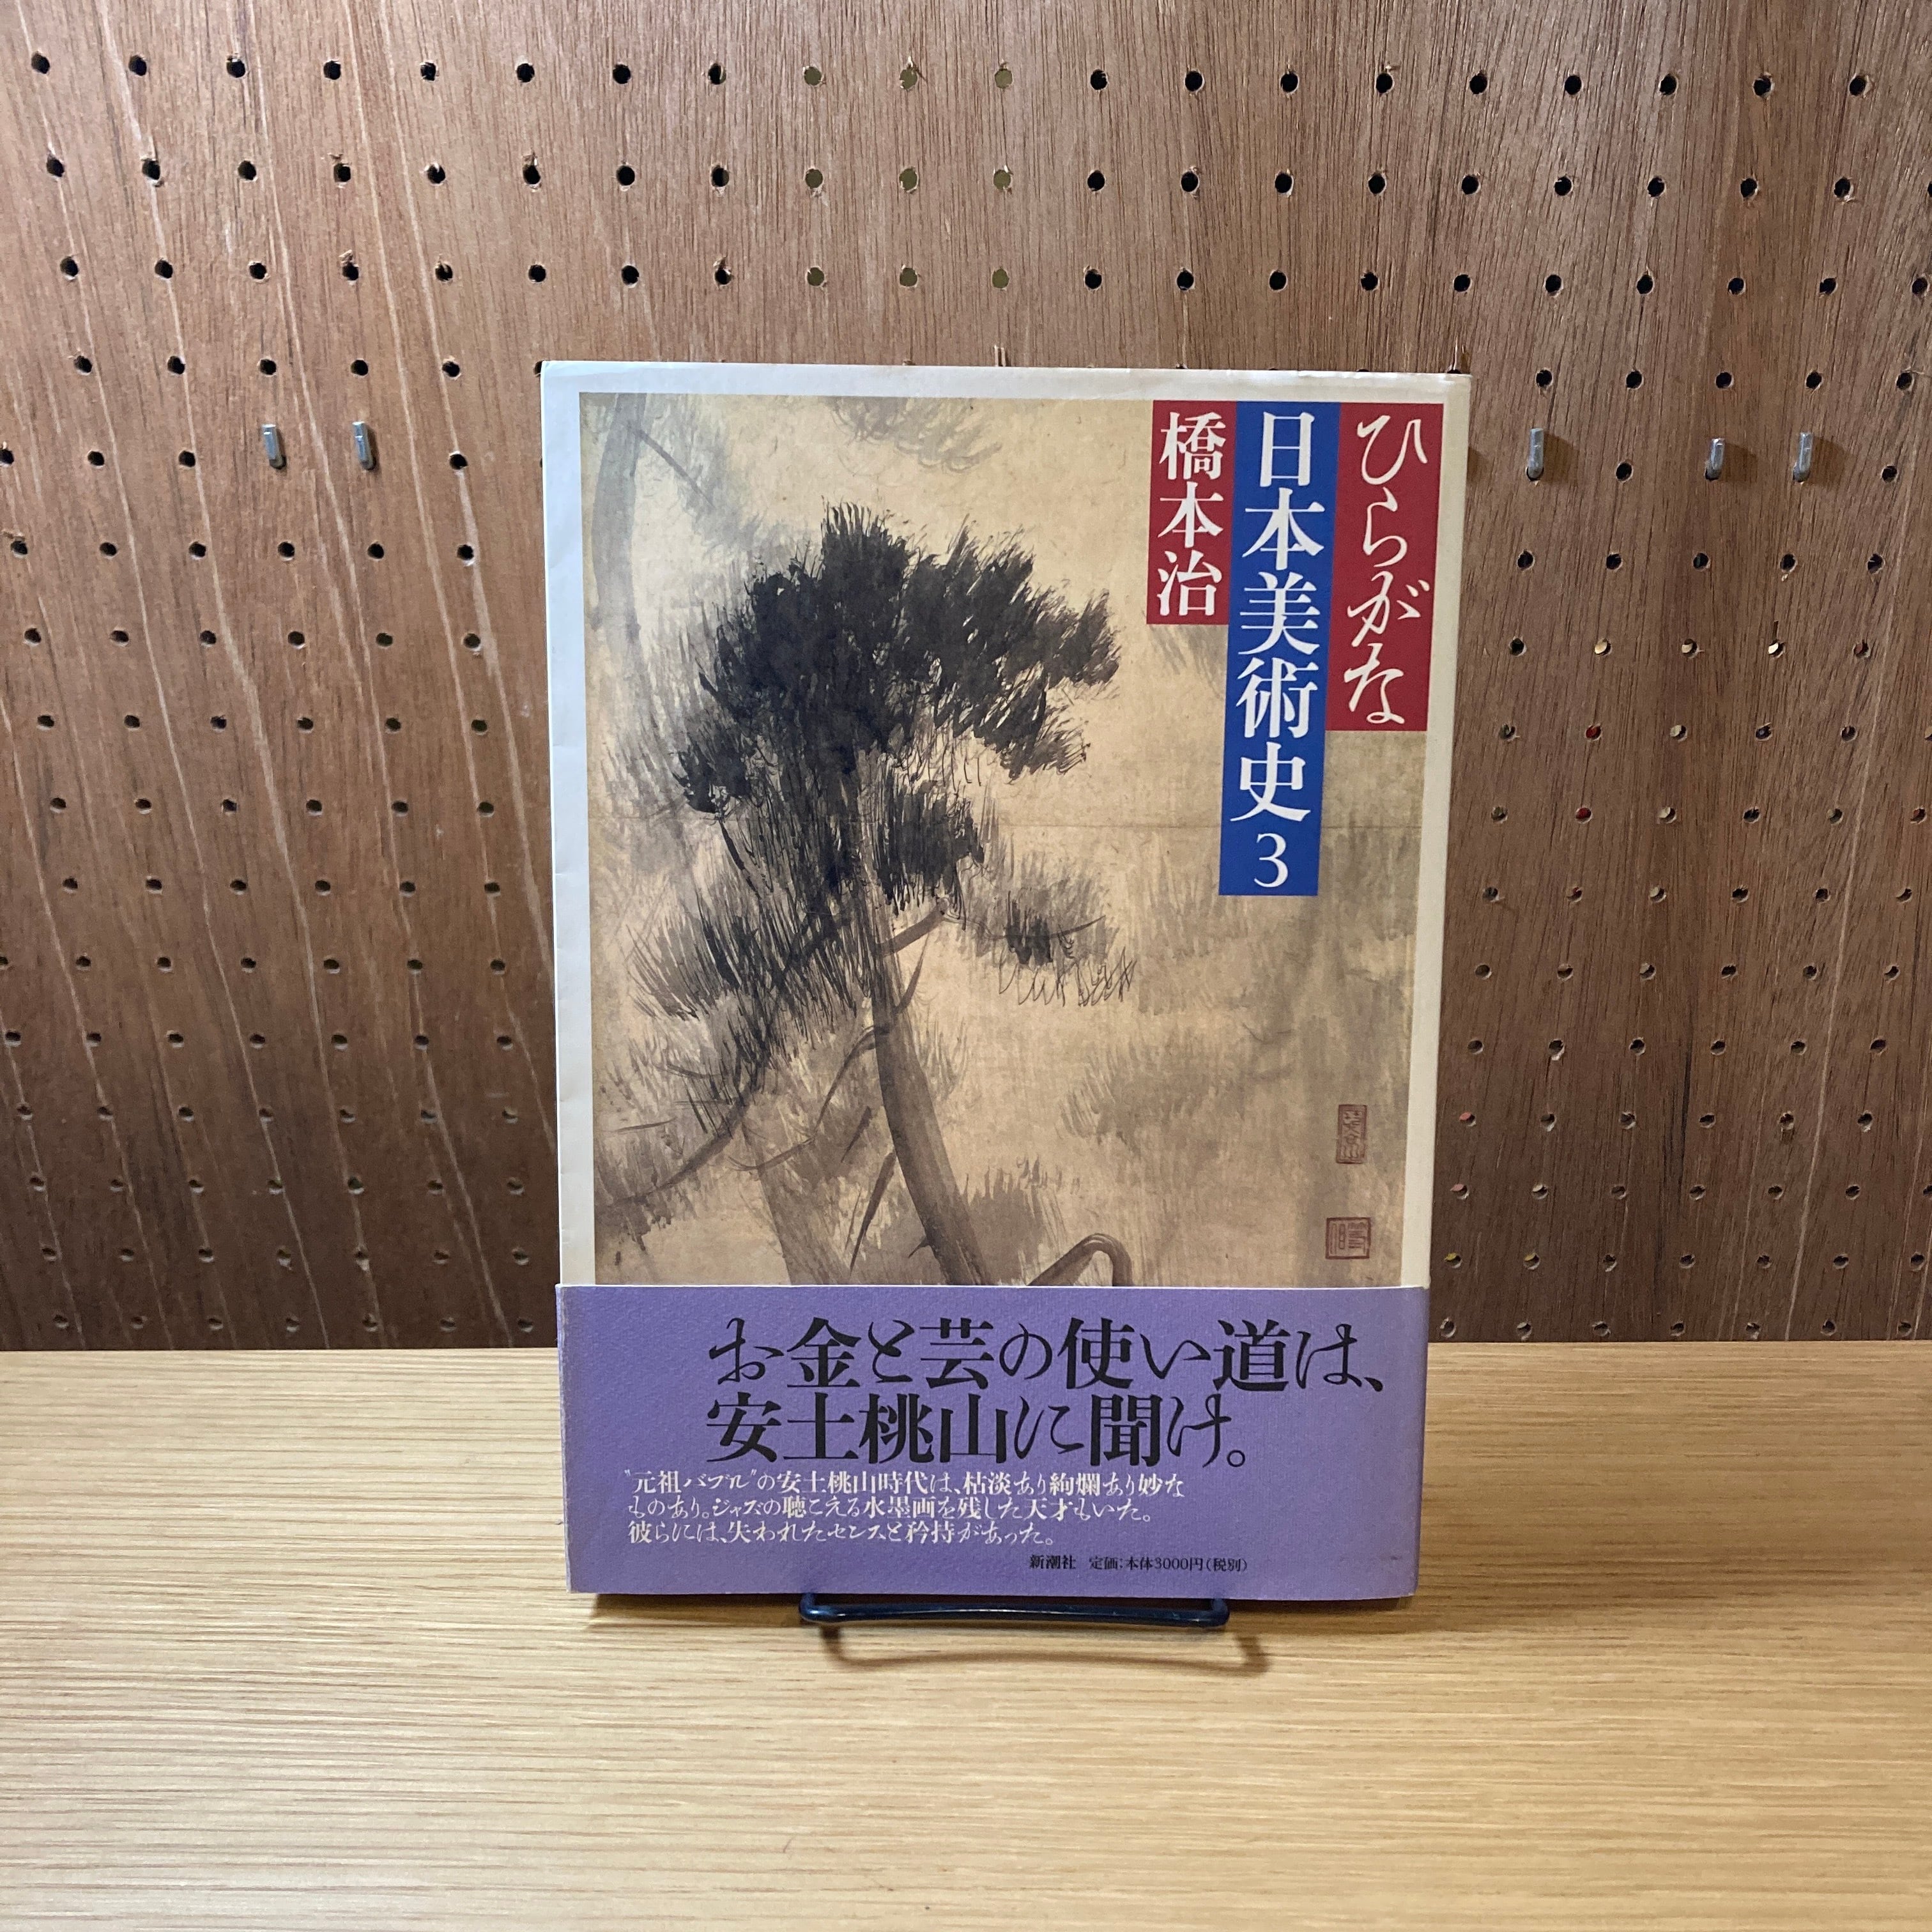 ひらがな
日本美術史 3
橋本治
お金と芸の使い道は、
安土桃山に聞け。
"元祖バブル"の安土桃山時代は、枯淡あり絢爛あり妙な
ものあり。ジャズの聴こえる水墨画を残した天才もいた。
彼らには、失われたセンスと矜持があった。
新潮社 定価:本体3000円(税別)